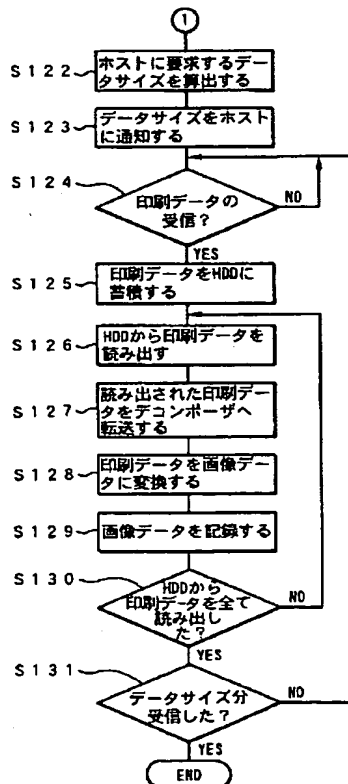 1
S122
ホストに要求するデー
タサイズを算出する
S123
データサイズをホスト
に通知する
S124
印刷データの
受信?
NO
YES
S125
印刷データをHDDに
蓄積する
S126
HDDから印刷データを
読み出す
S127
読み出された印刷デー
タをデコンポーザへ
転送する
S128
印刷データを画像デー
タに変換する
S129
画像データを記録する
S130
HDDから
印刷データを全て
読み出し
た?
NO
YES
S131
データサイズ分
受信した?
NO
YES
END